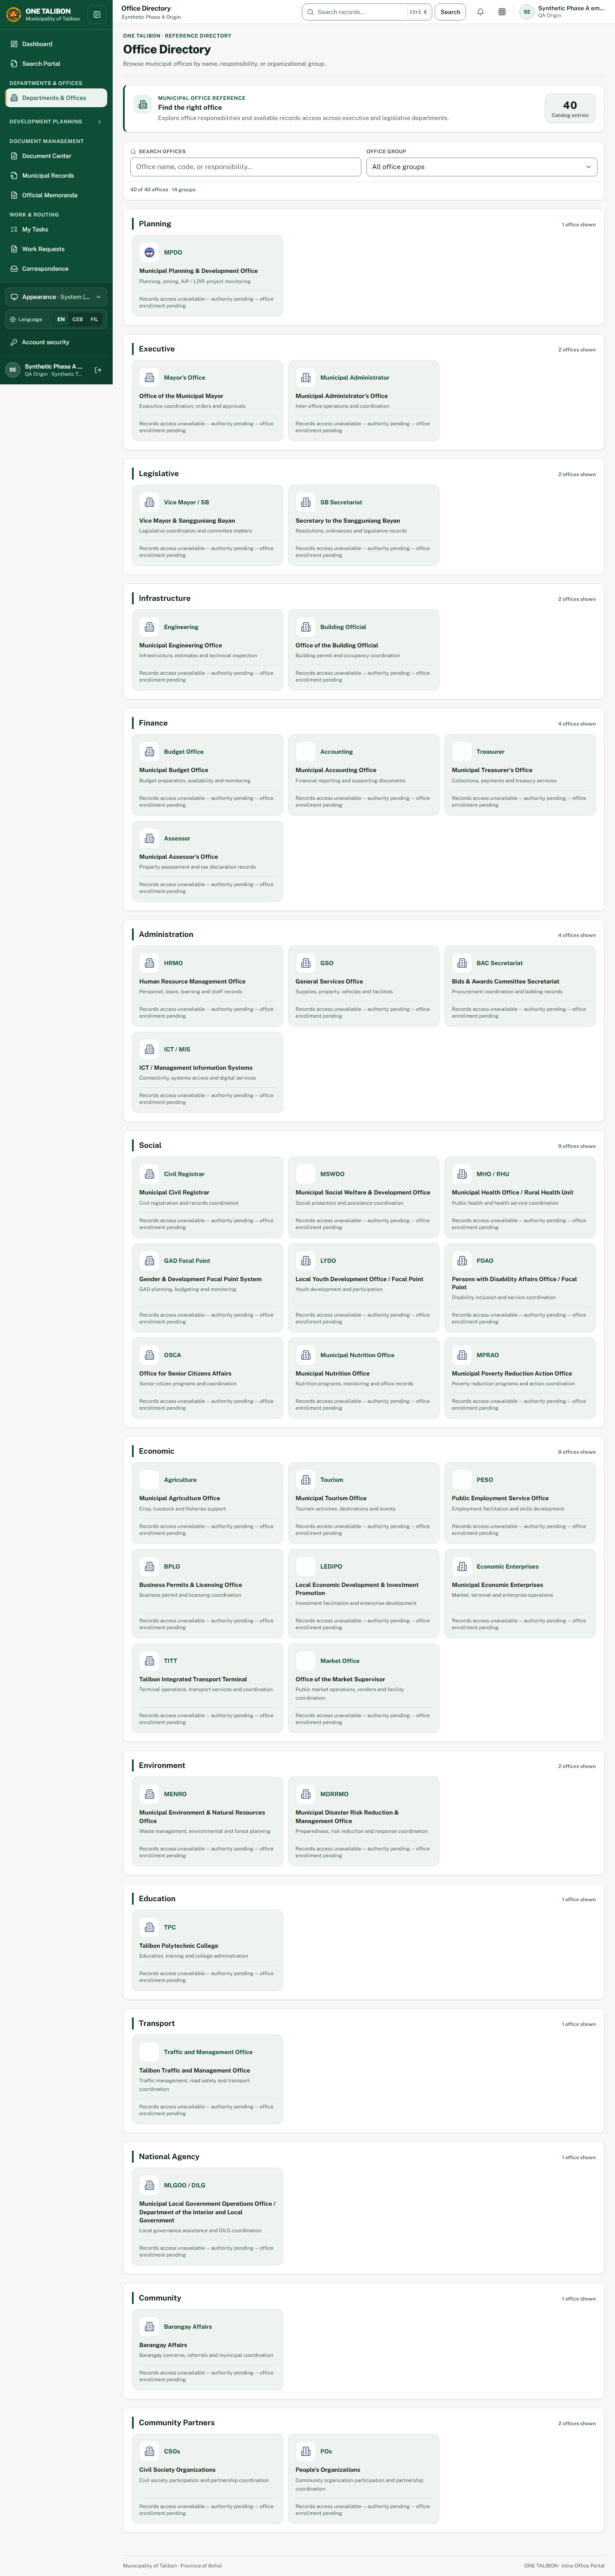 ONE TALIBON
Municipality of Talibon
Dashboard
Search Portal
DEPARTMENTS & OFFICES
Departments & Offices
DEVELOPMENT PLANNING
DOCUMENT MANAGEMENT
Document Center
Municipal Records
Official Memoranda
WORK & ROUTING
My Tasks
Work Requests
Correspondence
Appearance · System (...
Language EN CEB FIL
Account security
SE Synthetic Phase A ...
QA Origin · Synthetic T...
Office Directory
Synthetic Phase A Origin
Search records... Ctrl K Search
SE Synthetic Phase A em...
QA Origin
ONE TALIBON · REFERENCE DIRECTORY
Office Directory
Browse municipal offices by name, responsibility, or organizational group.
MUNICIPAL OFFICE REFERENCE
Find the right office
Explore office responsibilities and available records access across executive and legislative departments.
40
Catalog entries
SEARCH OFFICES
Office name, code, or responsibility...
OFFICE GROUP
All office groups
40 of 40 offices · 14 groups
Planning
1 office shown
MPDO
Municipal Planning & Development Office
Planning, zoning, AIP / LDIP, project monitoring
Records access unavailable — authority pending — office
enrollment pending
Executive
2 offices shown
Mayor's Office
Office of the Municipal Mayor
Executive coordination, orders and approvals
Records access unavailable — authority pending — office
enrollment pending
Municipal Administrator
Municipal Administrator's Office
Inter-office operations and coordination
Records access unavailable — authority pending — office
enrollment pending
Legislative
2 offices shown
Vice Mayor / SB
Vice Mayor & Sangguniang Bayan
Legislative coordination and committee matters
Records access unavailable — authority pending — office
enrollment pending
SB Secretariat
Secretary to the Sangguniang Bayan
Resolutions, ordinances and legislative records
Records access unavailable — authority pending — office
enrollment pending
Infrastructure
2 offices shown
Engineering
Municipal Engineering Office
Infrastructure, estimates and technical inspection
Records access unavailable — authority pending — office
enrollment pending
Building Official
Office of the Building Official
Building permit and occupancy coordination
Records access unavailable — authority pending — office
enrollment pending
Finance
4 offices shown
Budget Office
Municipal Budget Office
Budget preparation, availability and monitoring
Records access unavailable — authority pending — office
enrollment pending
Accounting
Municipal Accounting Office
Financial reporting and supporting documents
Records access unavailable — authority pending — office
enrollment pending
Treasurer
Municipal Treasurer's Office
Collections, payments and treasury services
Records access unavailable — authority pending — office
enrollment pending
Assessor
Municipal Assessor's Office
Property assessment and tax declaration records
Records access unavailable — authority pending — office
enrollment pending
Administration
4 offices shown
HRMO
Human Resource Management Office
Personnel, leave, learning and staff records
Records access unavailable — authority pending — office
enrollment pending
GSO
General Services Office
Supplies, property, vehicles and facilities
Records access unavailable — authority pending — office
enrollment pending
BAC Secretariat
Bids & Awards Committee Secretariat
Procurement coordination and bidding records
Records access unavailable — authority pending — office
enrollment pending
ICT / MIS
ICT / Management Information Systems
Connectivity, systems access and digital services
Records access unavailable — authority pending — office
enrollment pending
Social
9 offices shown
Civil Registrar
Municipal Civil Registrar
Civil registration and records coordination
Records access unavailable — authority pending — office
enrollment pending
MSWDO
Municipal Social Welfare & Development Office
Social protection and assistance coordination
Records access unavailable — authority pending — office
enrollment pending
MHO / RHU
Municipal Health Office / Rural Health Unit
Public health and health service coordination
Records access unavailable — authority pending — office
enrollment pending
GAD Focal Point
Gender & Development Focal Point System
GAD planning, budgeting and monitoring
Records access unavailable — authority pending — office
enrollment pending
LYDO
Local Youth Development Office / Focal Point
Youth development and participation
Records access unavailable — authority pending — office
enrollment pending
PDAO
Persons with Disability Affairs Office / Focal
Point
Disability inclusion and service coordination
Records access unavailable — authority pending — office
enrollment pending
OSCA
Office for Senior Citizens Affairs
Senior citizen programs and coordination
Records access unavailable — authority pending — office
enrollment pending
Municipal Nutrition Office
Municipal Nutrition Office
Nutrition programs, monitoring and office records
Records access unavailable — authority pending — office
enrollment pending
MPRAO
Municipal Poverty Reduction Action Office
Poverty reduction programs and action coordination
Records access unavailable — authority pending — office
enrollment pending
Economic
8 offices shown
Agriculture
Municipal Agriculture Office
Crop, livestock and fisheries support
Records access unavailable — authority pending — office
enrollment pending
Tourism
Municipal Tourism Office
Tourism activities, destinations and events
Records access unavailable — authority pending — office
enrollment pending
PESO
Public Employment Service Office
Employment facilitation and skills development
Records access unavailable — authority pending — office
enrollment pending
BPLO
Business Permits & Licensing Office
Business permit and licensing coordination
Records access unavailable — authority pending — office
enrollment pending
LEDIPO
Local Economic Development & Investment
Promotion
Investment facilitation and enterprise development
Records access unavailable — authority pending — office
enrollment pending
Economic Enterprises
Municipal Economic Enterprises
Market, terminal and enterprise operations
Records access unavailable — authority pending — office
enrollment pending
TITT
Talibon Integrated Transport Terminal
Terminal operations, transport services and coordination
Records access unavailable — authority pending — office
enrollment pending
Market Office
Office of the Market Supervisor
Public market operations, vendors and facility
coordination
Records access unavailable — authority pending — office
enrollment pending
Environment
2 offices shown
MENRO
Municipal Environment & Natural Resources
Office
Waste management, environmental and forest planning
Records access unavailable — authority pending — office
enrollment pending
MDRRMO
Municipal Disaster Risk Reduction &
Management Office
Preparedness, risk reduction and response coordination
Records access unavailable — authority pending — office
enrollment pending
Education
1 office shown
TPC
Talibon Polytechnic College
Education, training and college administration
Records access unavailable — authority pending — office
enrollment pending
Transport
1 office shown
Traffic and Management Office
Talibon Traffic and Management Office
Traffic management, road safety and transport
coordination
Records access unavailable — authority pending — office
enrollment pending
National Agency
1 office shown
MLGOO / DILG
Municipal Local Government Operations Office /
Department of the Interior and Local
Government
Local governance assistance and DILG coordination
Records access unavailable — authority pending — office
enrollment pending
Community
1 office shown
Barangay Affairs
Barangay Affairs
Barangay concerns, referrals and municipal coordination
Records access unavailable — authority pending — office
enrollment pending
Community Partners
2 offices shown
CSOs
Civil Society Organizations
Civil society participation and partnership coordination
Records access unavailable — authority pending — office
enrollment pending
POs
People's Organizations
Community organization participation and partnership
coordination
Records access unavailable — authority pending — office
enrollment pending
Municipality of Talibon · Province of Bohol
ONE TALIBON · Intra-Office Portal